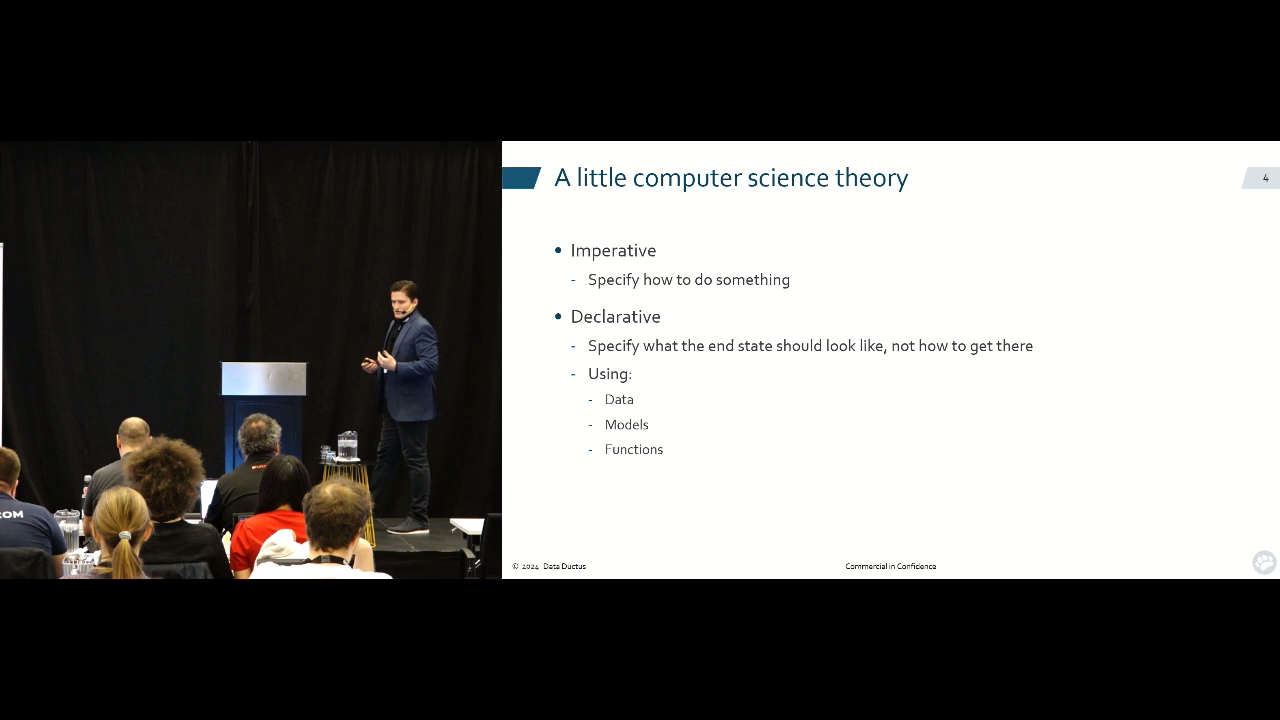 A little computer science theory
4
• Imperative
- Specify how to do something
• Declarative
- Specify what the end state should look like, not how to get there
- Using:
- Data
- Models
- Functions
© 2024 Data Ductus
Commercial in Confidence
COM